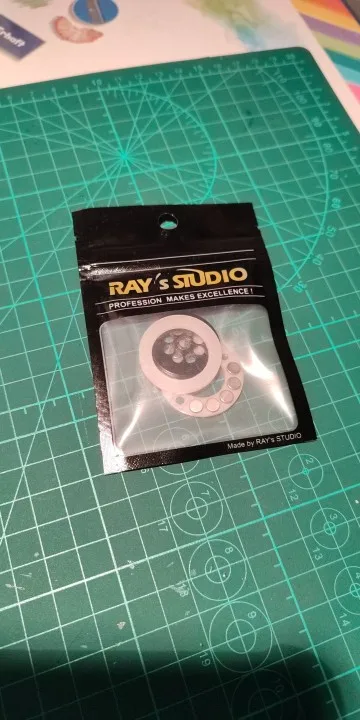 RAY's STUDIO
PROFESSION MAKES EXCELLENCE!
Made by RAY's STUDIO